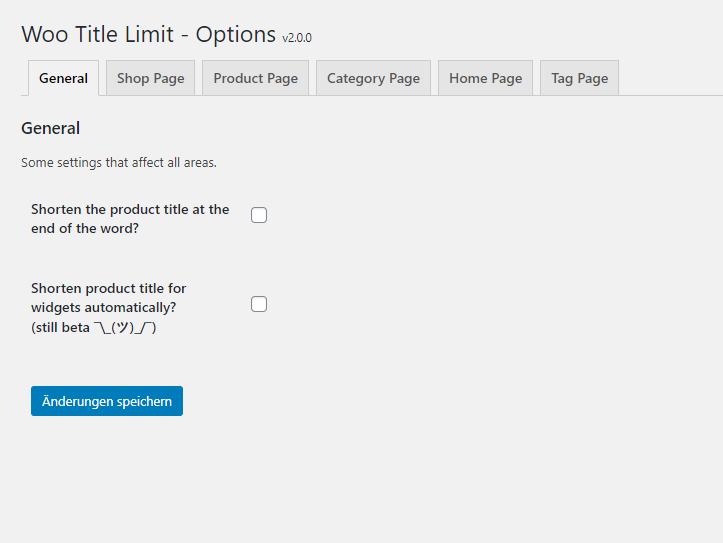 Woo Title Limit - Options v2.0.0
General
Shop Page
Product Page
Category Page
Home Page
Tag Page
General
Some settings that affect all areas.
Shorten the product title at the
end of the word?
Shorten product title for
widgets automatically?
(still beta ¯\_(ツ)_/¯)
Änderungen speichern